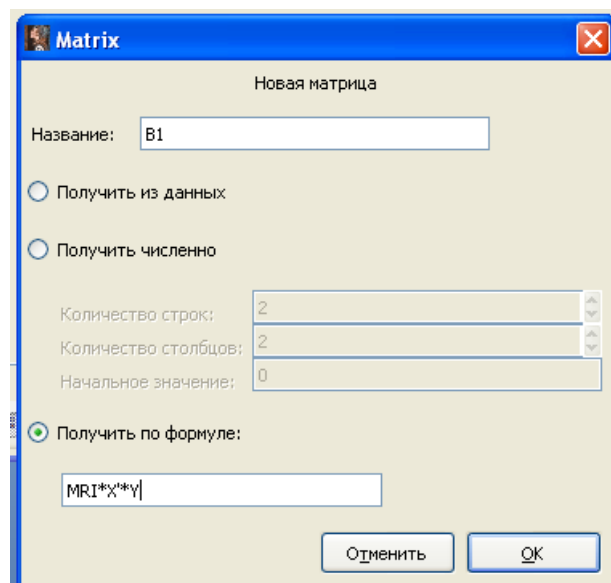 Matrix
Новая матрица
Название: B1
Получить из данных
Получить численно
Количество строк: 2
Количество столбцов: 2
Начальное значение: 0
Получить по формуле:
MRI*X'*Y
Отменить OK